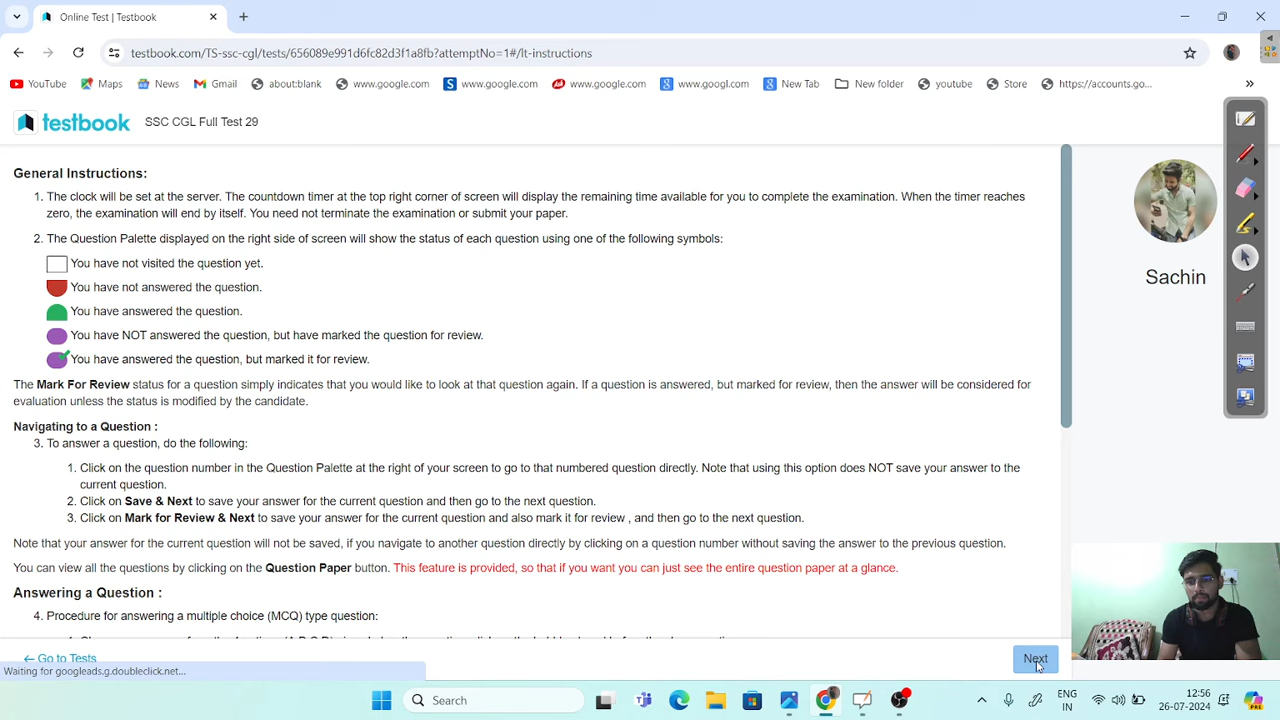 Online Test | Testbook
testbook.com/TS-ssc-cgl/tests/656089e991d6fc82d3f1a8fb?attemptNo=1#/lt-instructions
YouTube Maps News Gmail about:blank www.google.com www.google.com www.google.com www.googl.com New Tab New folder youtube Store https://accounts.go...
testbook SSC CGL Full Test 29
General Instructions:
1. The clock will be set at the server. The countdown timer at the top right corner of screen will display the remaining time available for you to complete the examination. When the timer reaches
zero, the examination will end by itself. You need not terminate the examination or submit your paper.
2. The Question Palette displayed on the right side of screen will show the status of each question using one of the following symbols:
You have not visited the question yet.
You have not answered the question.
You have answered the question.
You have NOT answered the question, but have marked the question for review.
You have answered the question, but marked it for review.
Sachin
The Mark For Review status for a question simply indicates that you would like to look at that question again. If a question is answered, but marked for review, then the answer will be considered for
evaluation unless the status is modified by the candidate.
Navigating to a Question :
3. To answer a question, do the following:
1. Click on the question number in the Question Palette at the right of your screen to go to that numbered question directly. Note that using this option does NOT save your answer to the
current question.
2. Click on Save & Next to save your answer for the current question and then go to the next question.
3. Click on Mark for Review & Next to save your answer for the current question and also mark it for review , and then go to the next question.
Note that your answer for the current question will not be saved, if you navigate to another question directly by clicking on a question number without saving the answer to the previous question.
You can view all the questions by clicking on the Question Paper button. This feature is provided, so that if you want you can just see the entire question paper at a glance.
Answering a Question :
4. Procedure for answering a multiple choice (MCQ) type question:
← Go to Tests
Next
Waiting for googleads.g.doubleclick.net...
Search
ENG
IN
12:56
26-07-2024
PRE